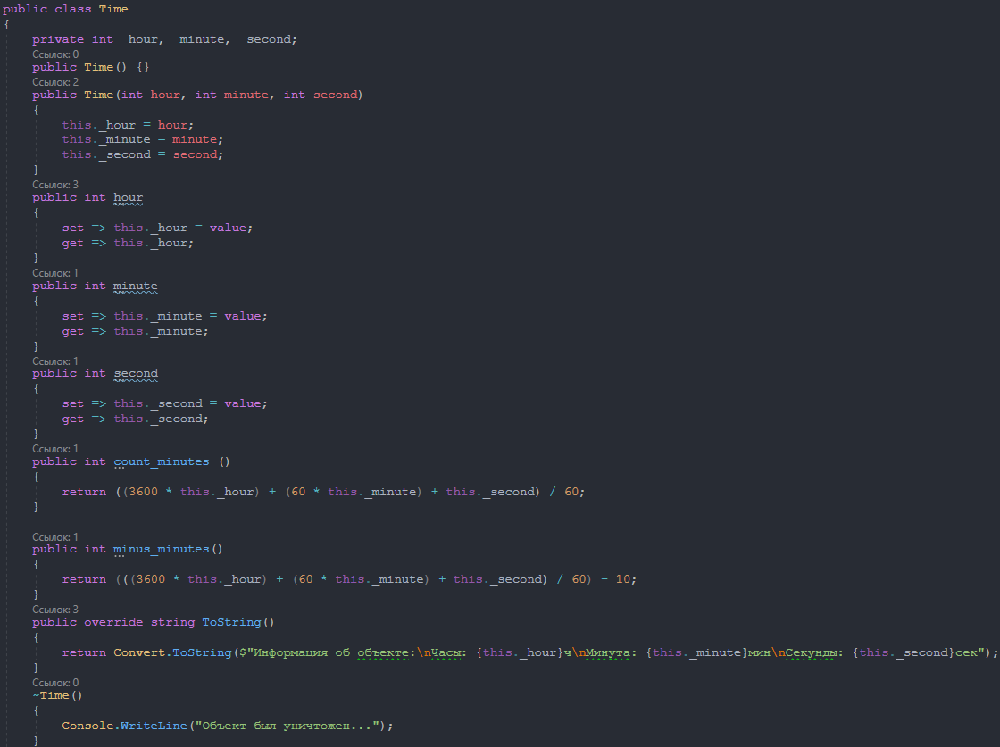 public class Time
{
private int _hour, _minute, _second;
Ссылок: 0
public Time() {}
Ссылок: 2
public Time(int hour, int minute, int second)
{
this._hour = hour;
this._minute = minute;
this._second = second;
}
Ссылок: 3
public int hour
{
set => this._hour = value;
get => this._hour;
}
Ссылок: 1
public int minute
{
set => this._minute = value;
get => this._minute;
}
Ссылок: 1
public int second
{
set => this._second = value;
get => this._second;
}
Ссылок: 1
public int count_minutes ()
{
return ((3600 * this._hour) + (60 * this._minute) + this._second) / 60;
}
Ссылок: 1
public int minus_minutes()
{
return (((3600 * this._hour) + (60 * this._minute) + this._second) / 60) - 10;
}
Ссылок: 3
public override string ToString()
{
return Convert.ToString($"Информация об объекте:\nЧасы: {this._hour}ч\nМинута: {this._minute}мин\nСекунды: {this._second}сек");
}
Ссылок: 0
~Time()
{
Console.WriteLine("Объект был уничтожен...");
}